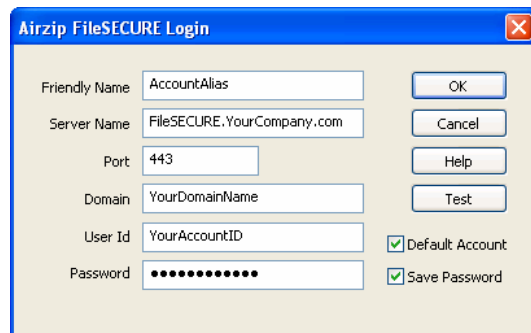 Airzip FileSECURE Login
Friendly Name AccountAlias OK
Server Name FileSECURE.YourCompany.com Cancel
Port 443 Help
Domain YourDomainName Test
User Id YourAccountID Default Account
Password ●●●●●●●●●●●● Save Password